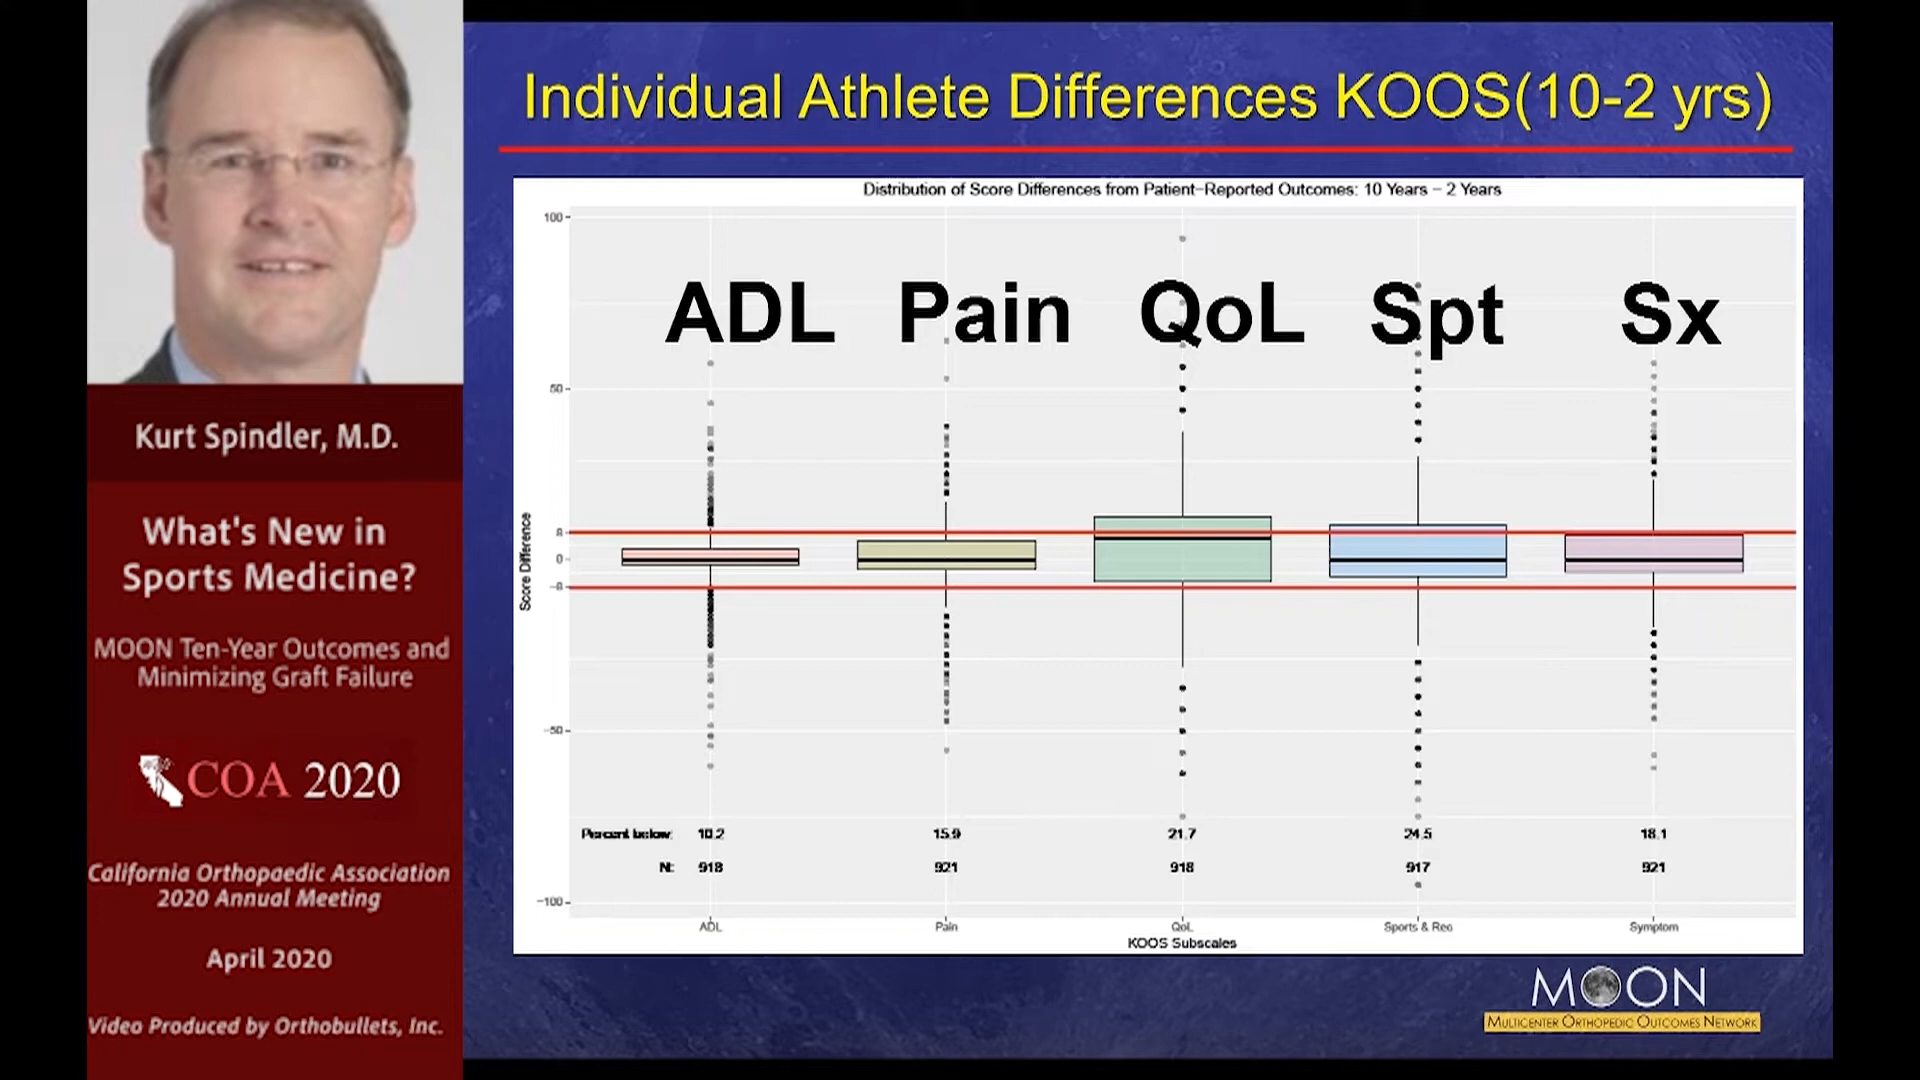 Kurt Spindler, M.D.
What's New in
Sports Medicine?
MOON Ten-Year Outcomes and
Minimizing Graft Failure
COA 2020
California Orthopaedic Association
2020 Annual Meeting
April 2020
Video Produced by Orthobullets, Inc.
Individual Athlete Differences KOOS(10-2 yrs)
Distribution of Score Differences from Patient-Reported Outcomes: 10 Years - 2 Years
ADL Pain QoL Spt Sx
Score Difference
100
50
8
0
-8
-50
-100
Percent below: 10.2 15.9 21.7 24.5 18.1
N: 918 921 918 917 921
ADL Pain QoL Sports & Rec Symptom
KOOS Subscales
MOON
MULTICENTER ORTHOPEDIC OUTCOMES NETWORK